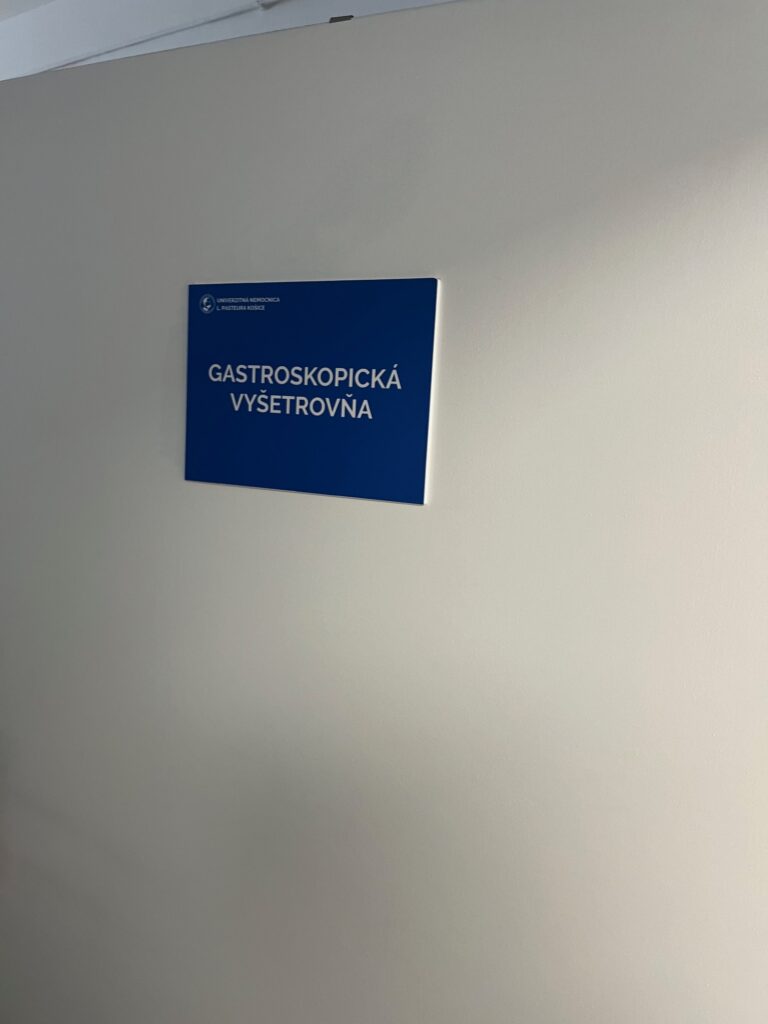 UNIVERZITNÁ NEMOCNICA
L. PASTEURA KOŠICE
GASTROSKOPICKÁ
VYŠETROVŇA